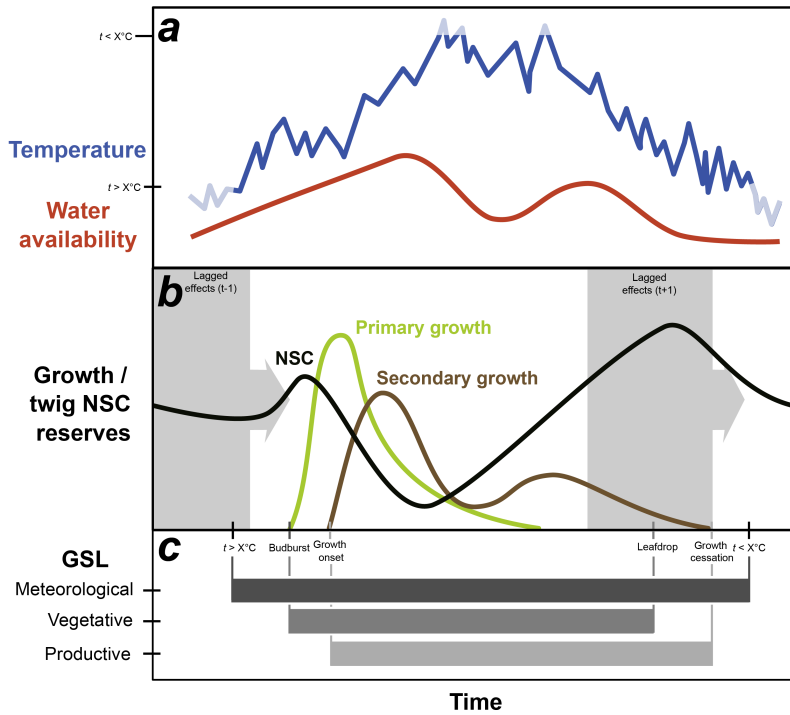 a
t < X°C
Temperature
t > X°C
Water
availability
b
Lagged
effects (t-1)
Lagged
effects (t+1)
Primary growth
NSC
Secondary growth
Growth /
twig NSC
reserves
c
GSL
t > X°C
Budburst
Growth
onset
Leafdrop
Growth
cessation
t < X°C
Meteorological
Vegetative
Productive
Time